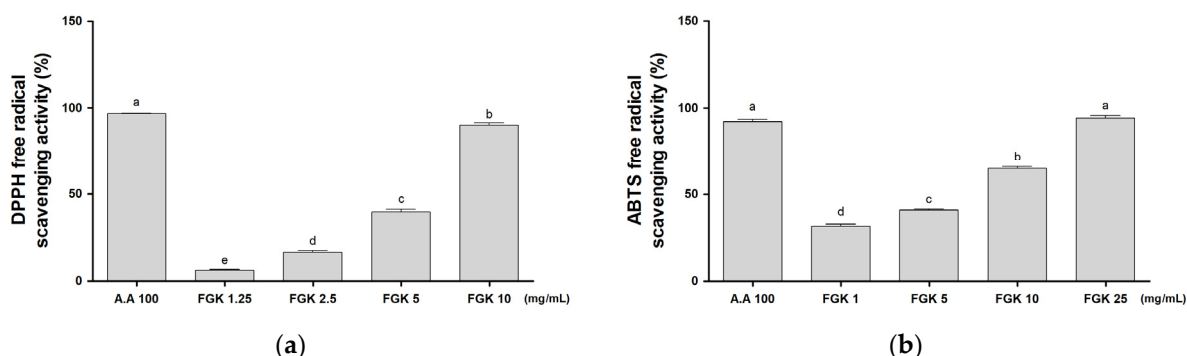 DPPH free radical
scavenging activity (%)
150
100
50
0
a
e
d
c
b
A.A 100 FGK 1.25 FGK 2.5 FGK 5 FGK 10 (mg/mL)
(a)
ABTS free radical
scavenging activity (%)
150
100
50
0
a
d
c
b
a
A.A 100 FGK 1 FGK 5 FGK 10 FGK 25 (mg/mL)
(b)